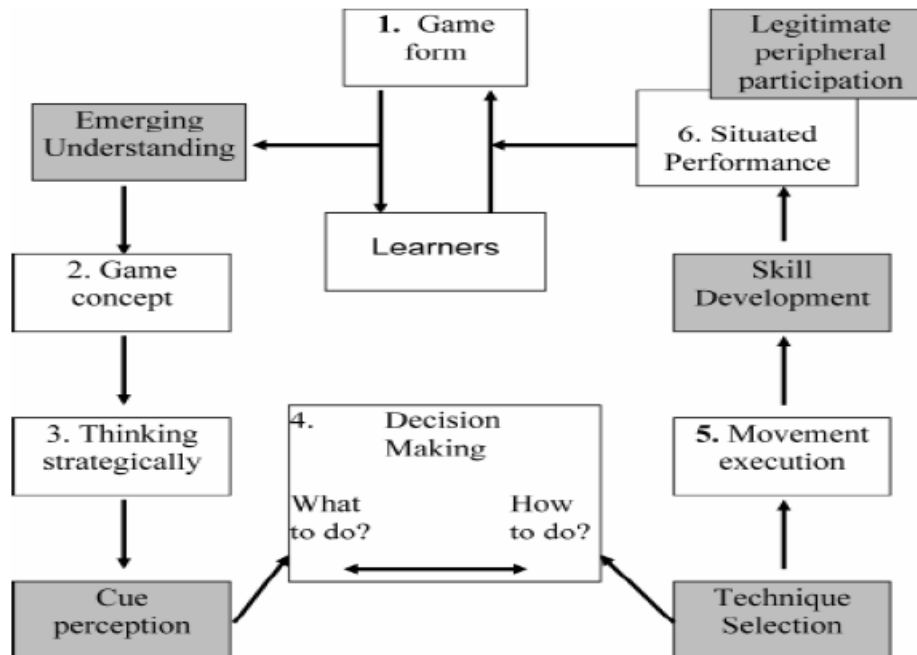 1. Game
form
Legitimate
peripheral
participation
Emerging
Understanding
6. Situated
Performance
Learners
2. Game
concept
Skill
Development
3. Thinking
strategically
4. Decision
Making
What
to do?
How
to do?
5. Movement
execution
Cue
perception
Technique
Selection